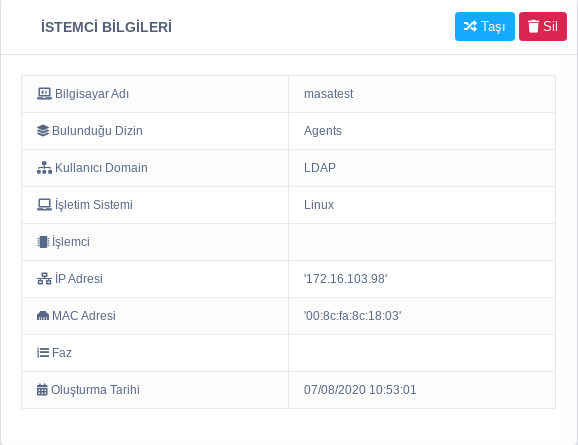 İSTEMCİ BİLGİLERİ
Taşı
Sil
Bilgisayar Adı masatest
Bulunduğu Dizin Agents
Kullanıcı Domain LDAP
İşletim Sistemi Linux
İşlemci
İP Adresi '172.16.103.98'
MAC Adresi '00:8c:fa:8c:18:03'
Faz
Oluşturma Tarihi 07/08/2020 10:53:01